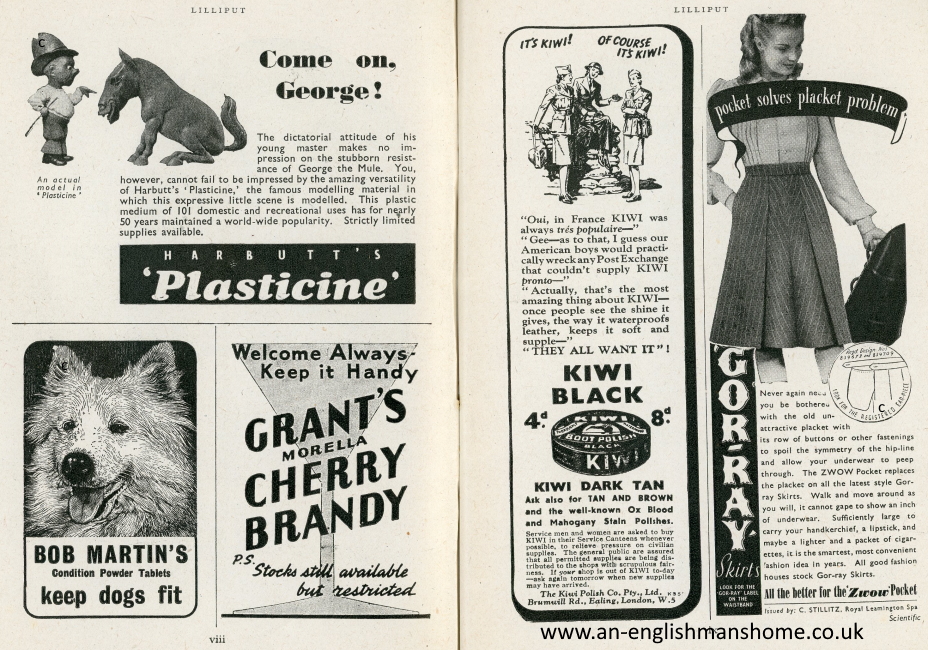 LILLIPUT
Come on,
George!
An actual
model in
'Plasticine'
The dictatorial attitude of his
young master makes no im-
pression on the stubborn resist-
ance of George the Mule. You,
however, cannot fail to be impressed by the amazing versatility
of Harbutt's 'Plasticine,' the famous modelling material in
which this expressive little scene is modelled. This plastic
medium of 101 domestic and recreational uses has for nearly
50 years maintained a world-wide popularity. Strictly limited
supplies available.
HARBUTT'S
'Plasticine'
BOB MARTIN'S
Condition Powder Tablets
keep dogs fit
Welcome Always-
Keep it Handy
GRANT'S
MORELLA
CHERRY
BRANDY
P.S.
Stocks still available
but restricted
viii
LILLIPUT
IT'S KIWI!
OF COURSE
IT'S KIWI!
"Oui, in France KIWI was
always trés populaire—"
"Gee—as to that, I guess our
American boys would practi-
cally wreck any Post Exchange
that couldn't supply KIWI
pronto—"
"Actually, that's the most
amazing thing about KIWI—
once people see the shine it
gives, the way it waterproofs
leather, keeps it soft and
supple—"
"THEY ALL WANT IT"!
KIWI
BLACK
4d. 8d.
KIWI
BOOT POLISH
BLACK
KIWI
KIWI DARK TAN
Ask also for TAN AND BROWN
and the well-known Ox Blood
and Mahogany Stain Polishes.
Service men and women are asked to buy
KIWI in their Service Canteens whenever
possible, to relieve pressure on civilian
supplies. The general public are assured
that all permitted supplies are being dis-
tributed to the shops with scrupulous fair-
ness. If your shop is out of KIWI to-day
—ask again tomorrow when new supplies
may have arrived.
The Kiwi Polish Co. Pty., Ltd.
Brumwill Rd., Ealing, London, W.5
pocket solves placket problem
LOOK FOR THE REGISTERED
GOR-RAY
Skirts
LOOK FOR THE
'GOR-RAY' LABEL
ON THE
WAISTBAND
Never again need
you be bothered
with the old un-
attractive placket with
its row of buttons or other fastenings
to spoil the symmetry of the hip-line
and allow your underwear to peep
through. The ZWOW Pocket replaces
the placket on all the latest style Gor-
ray Skirts. Walk and move around as
you will, it cannot gape to show an inch
of underwear. Sufficiently large to
carry your handkerchief, a lipstick, and
maybe a lighter and a packet of cigar-
ettes, it is the smartest, most convenient
fashion idea in years. All good fashion
houses stock Gor-ray Skirts.
All the better for the 'Zwow' Pocket
Issued by: C. STILLITZ, Royal Leamington Spa
Scientific
www.an-englishmanshome.co.uk